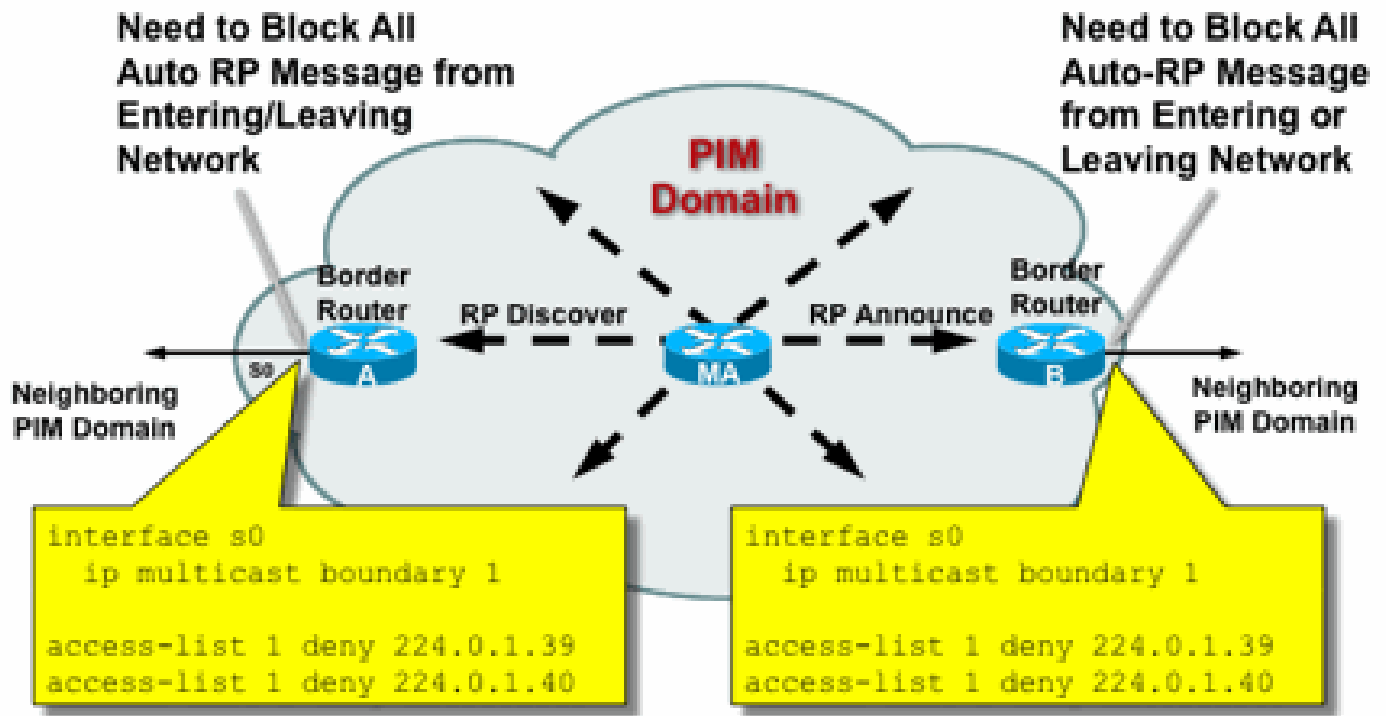 Need to Block All
Auto RP Message from
Entering/Leaving
Network
Need to Block All
Auto-RP Message
from Entering or
Leaving Network
PIM
Domain
Border
Router
A
S0
RP Discover
MA
RP Announce
Border
Router
B
Neighboring
PIM Domain
Neighboring
PIM Domain
interface s0
ip multicast boundary 1
access-list 1 deny 224.0.1.39
access-list 1 deny 224.0.1.40
interface s0
ip multicast boundary 1
access-list 1 deny 224.0.1.39
access-list 1 deny 224.0.1.40